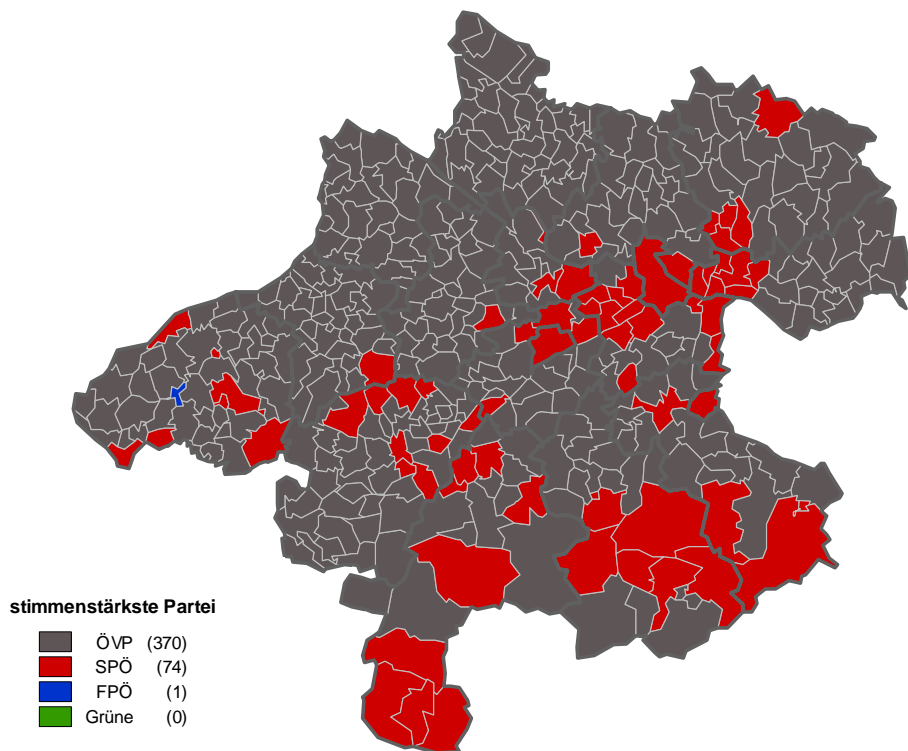 stimmenstärkste Partei
ÖVP (370)
SPÖ (74)
FPÖ (1)
Grüne (0)